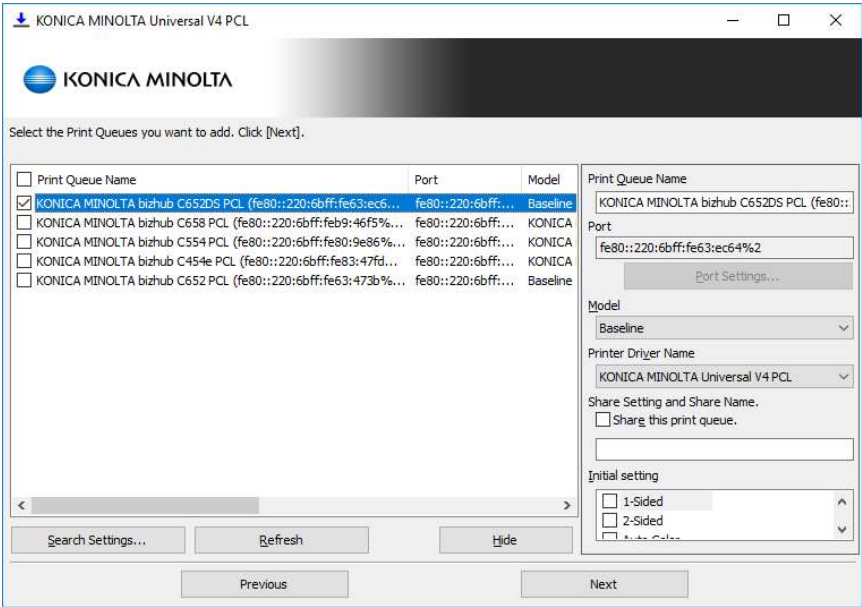 KONICA MINOLTA Universal V4 PCL
KONICA MINOLTA
Select the Print Queues you want to add. Click [Next].
Print Queue Name Port Model
KONICA MINOLTA bizhub C652DS PCL (fe80::220:6bff:fe63:ec6... fe80::220:6bff:... Baseline
KONICA MINOLTA bizhub C658 PCL (fe80::220:6bff:feb9:46f5%... fe80::220:6bff:... KONICA
KONICA MINOLTA bizhub C554 PCL (fe80::220:6bff:fe80:9e86%... fe80::220:6bff:... KONICA
KONICA MINOLTA bizhub C454e PCL (fe80::220:6bff:fe83:47fd... fe80::220:6bff:... KONICA
KONICA MINOLTA bizhub C652 PCL (fe80::220:6bff:fe63:473b%... fe80::220:6bff:... Baseline
Search Settings...
Refresh
Hide
Print Queue Name
KONICA MINOLTA bizhub C652DS PCL (fe80::
Port
fe80::220:6bff:fe63:ec64%2
Port Settings...
Model
Baseline
Printer Driver Name
KONICA MINOLTA Universal V4 PCL
Share Setting and Share Name.
Share this print queue.
Initial setting
1-Sided
2-Sided
Previous
Next